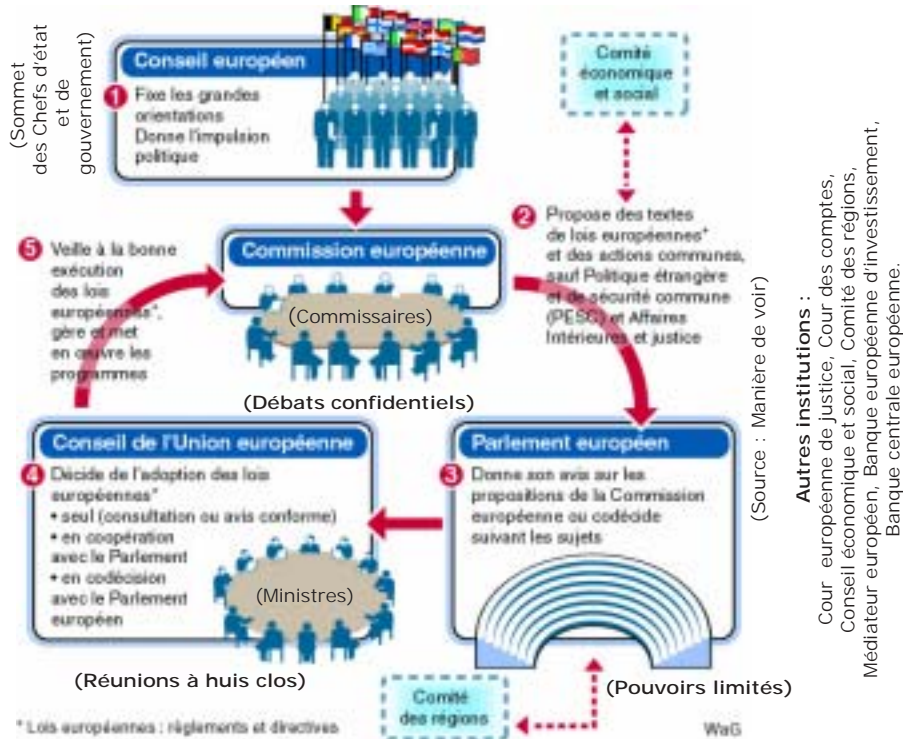 (Sommet
des Chefs d'état
et de
gouvernement)
Conseil européen
1 Fixe les grandes
orientations
Donne l'impulsion
politique
Comité
économique
et social
2 Propose des textes
de lois européennes*
et des actions communes,
sauf Politique étrangère
et de sécurité commune
(PESC) et Affaires
Intérieures et justice
5 Veille à la bonne
exécution
des lois
européennes*,
gère et met
en œuvre les
programmes
Commission européenne
(Commissaires)
(Débats confidentiels)
Conseil de l'Union européenne
4 Décide de l'adoption des lois
européennes*
• seul (consultation ou avis conforme)
• en coopération
avec le Parlement
• en codécision
avec le Parlement
européen
(Ministres)
(Réunions à huis clos)
Parlement européen
3 Donne son avis sur les
propositions de la Commission
européenne ou codécide
suivant les sujets
(Pouvoirs limités)
Comité
des régions
* Lois européennes : règlements et directives
WaG
(Source : Manière de voir)
Autres institutions :
Cour européenne de justice, Cour des comptes,
Conseil économique et social, Comité des régions,
Médiateur européen, Banque européenne d'investissement,
Banque centrale européenne.